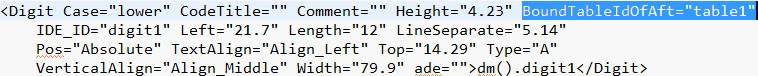 <Digit Case="lower" CodeTitle="" Comment="" Height="4.23" BoundTableIdOfAft="table1"
IDE_ID="digit1" Left="21.7" Length="12" LineSeparate="5.14"
Pos="Absolute" TextAlign="Align_Left" Top="14.29" Type="A"
VerticalAlign="Align_Middle" Width="79.9" ade="">dm().digit1</Digit>